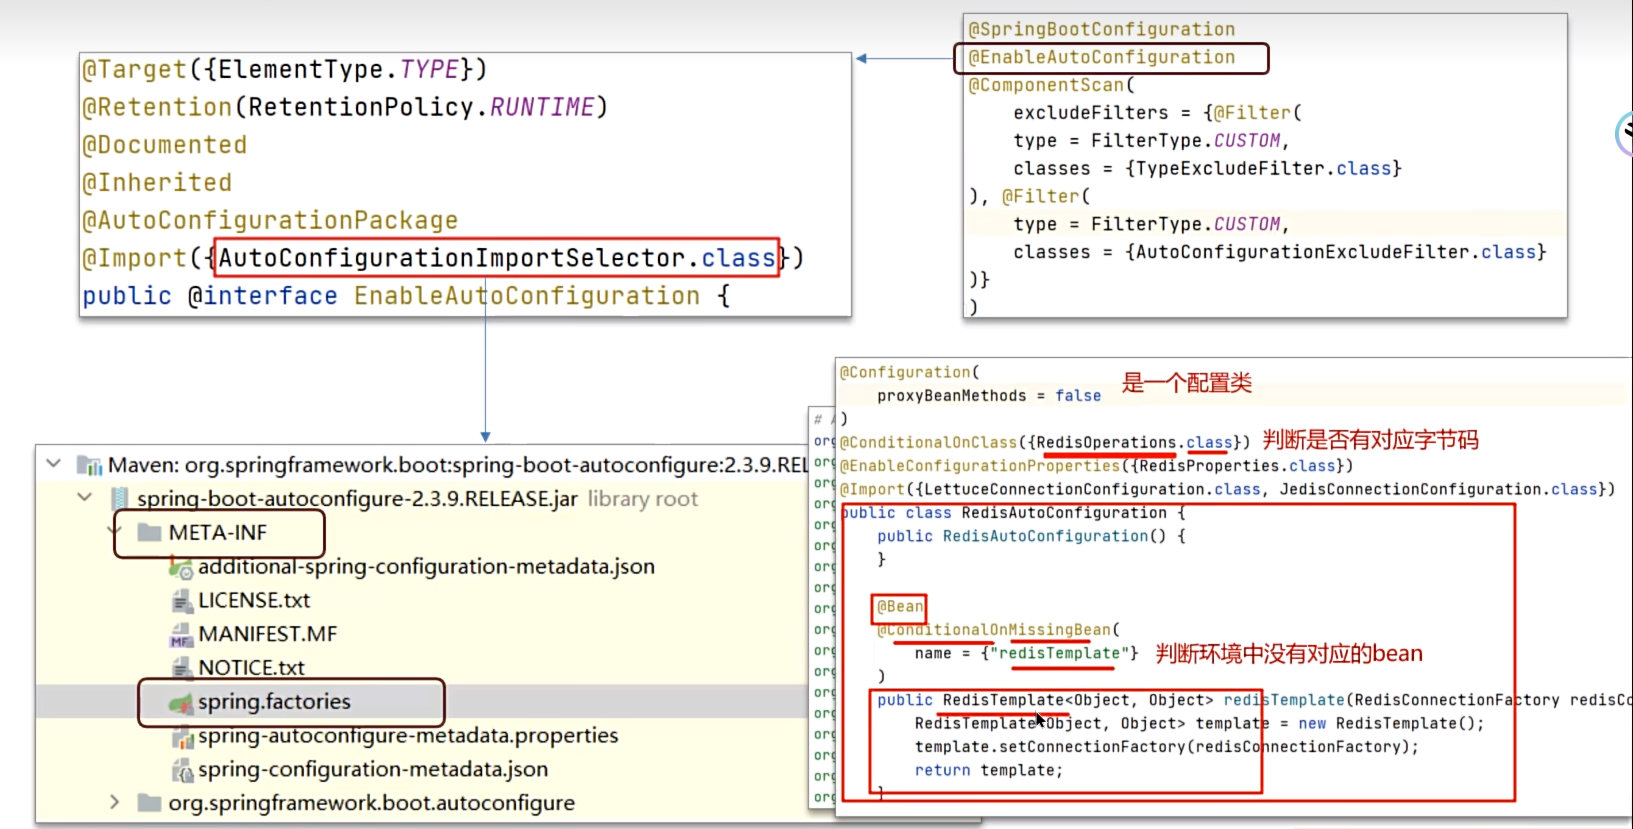 @SpringBootConfiguration
@EnableAutoConfiguration
@ComponentScan(
excludeFilters = {@Filter(
type = FilterType.CUSTOM,
classes = {TypeExcludeFilter.class}
), @Filter(
type = FilterType.CUSTOM,
classes = {AutoConfigurationExcludeFilter.class}
)}
)
@Target({ElementType.TYPE})
@Retention(RetentionPolicy.RUNTIME)
@Documented
@Inherited
@AutoConfigurationPackage
@Import({AutoConfigurationImportSelector.class})
public @interface EnableAutoConfiguration {
Maven: org.springframework.boot:spring-boot-autoconfigure:2.3.9.REL
spring-boot-autoconfigure-2.3.9.RELEASE.jar library root
META-INF
additional-spring-configuration-metadata.json
LICENSE.txt
MANIFEST.MF
NOTICE.txt
spring.factories
spring-autoconfigure-metadata.properties
spring-configuration-metadata.json
org.springframework.boot.autoconfigure
@Configuration(
是一个配置类
proxyBeanMethods = false
)
@ConditionalOnClass({RedisOperations.class}) 判断是否有对应字节码
@EnableConfigurationProperties({RedisProperties.class})
@Import({LettuceConnectionConfiguration.class, JedisConnectionConfiguration.class})
public class RedisAutoConfiguration {
public RedisAutoConfiguration() {
}
@Bean
@ConditionalOnMissingBean(
name = {"redisTemplate"} 判断环境中没有对应的bean
)
public RedisTemplate<Object, Object> redisTemplate(RedisConnectionFactory redisCo
RedisTemplate<Object, Object> template = new RedisTemplate();
template.setConnectionFactory(redisConnectionFactory);
return template;
}